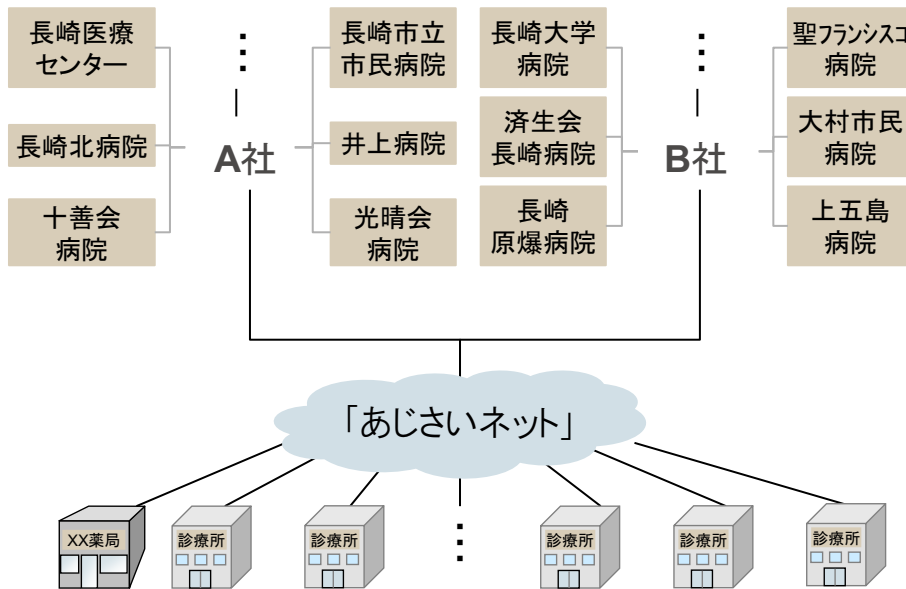 長崎医療
センター
長崎北病院
十善会
病院
⋮
A社
長崎市立
市民病院
井上病院
光晴会
病院
長崎大学
病院
済生会
長崎病院
長崎
原爆病院
⋮
B社
聖フランシスコ
病院
大村市民
病院
上五島
病院
「あじさいネット」
XX薬局
診療所
診療所
⋮
診療所
診療所
診療所